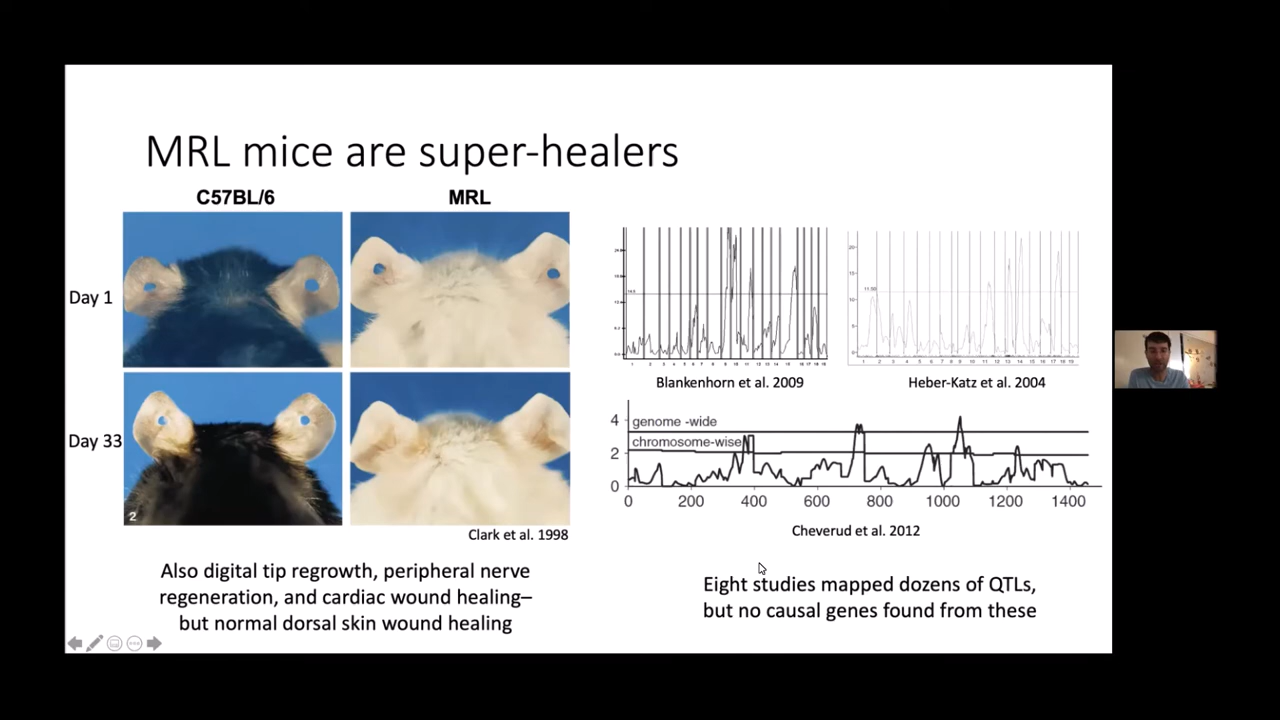 MRL mice are super-healers
C57BL/6
MRL
Day 1
Day 33
2
Clark et al. 1998
Also digital tip regrowth, peripheral nerve
regeneration, and cardiac wound healing–
but normal dorsal skin wound healing
Blankenhorn et al. 2009
Heber-Katz et al. 2004
4
genome -wide
chromosome-wise
2
0
0 200 400 600 800 1000 1200 1400
Cheverud et al. 2012
Eight studies mapped dozens of QTLs,
but no causal genes found from these